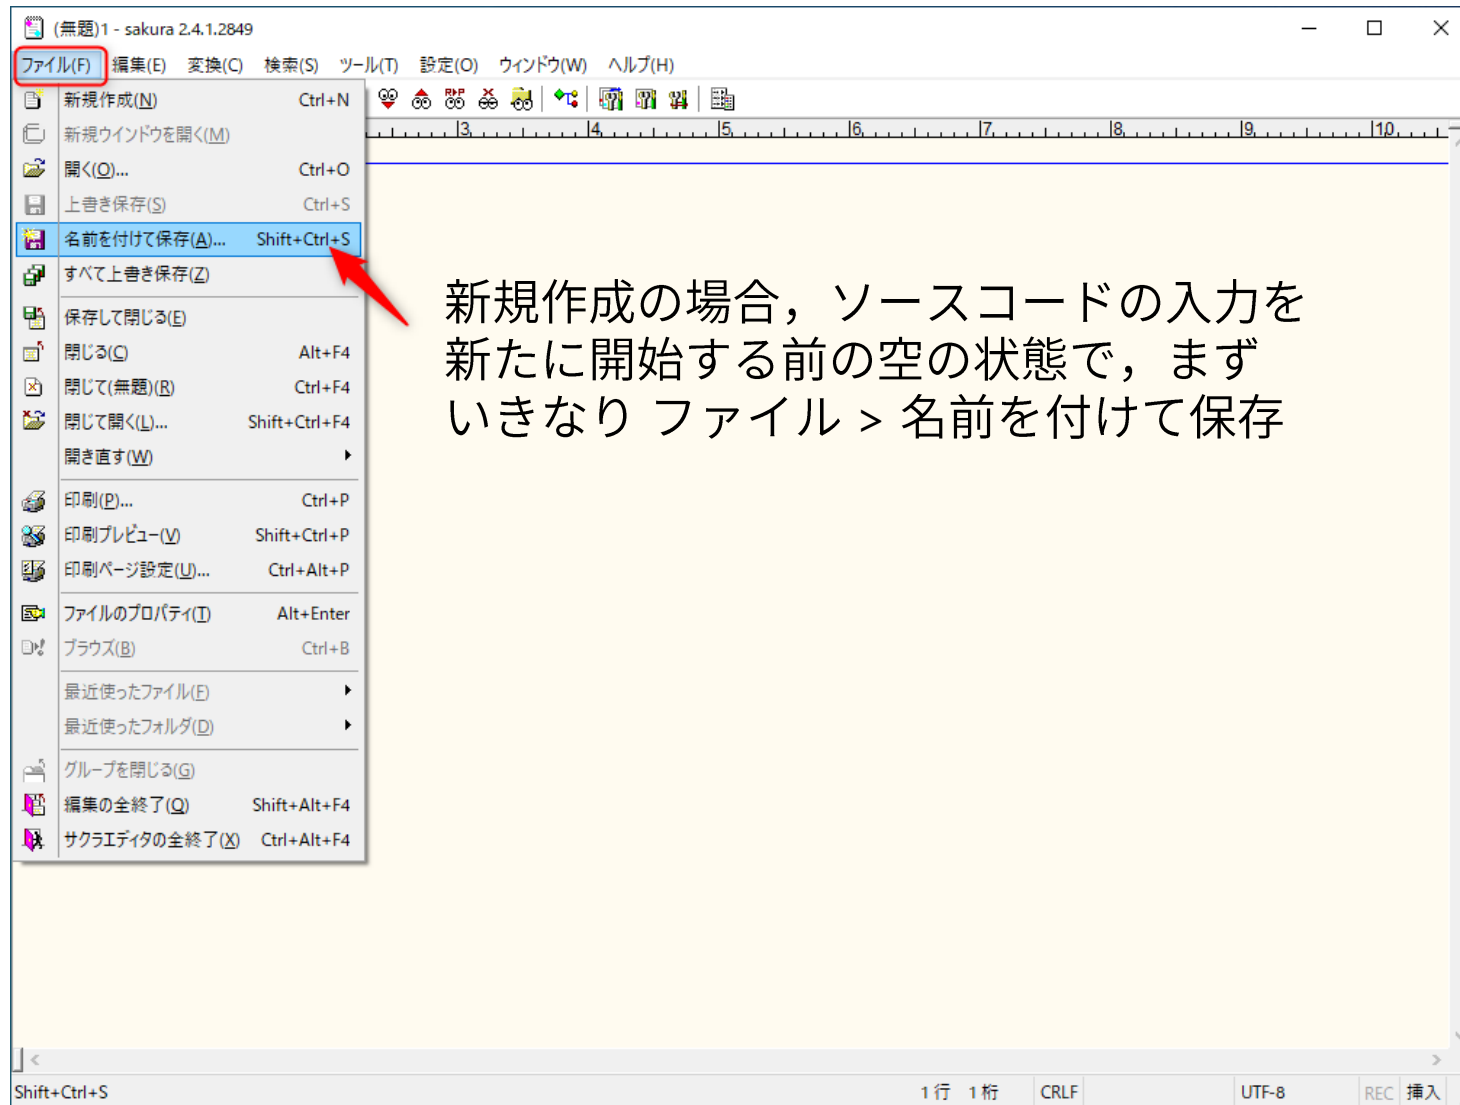 (無題)1 - sakura 2.4.1.2849
ファイル(F) 編集(E) 変換(C) 検索(S) ツール(T) 設定(O) ウィンドウ(W) ヘルプ(H)
新規作成(N) Ctrl+N
新規ウインドウを開く(M)
開く(O)... Ctrl+O
上書き保存(S) Ctrl+S
名前を付けて保存(A)... Shift+Ctrl+S
すべて上書き保存(Z)
保存して閉じる(E)
閉じる(C) Alt+F4
閉じて(無題)(R) Ctrl+F4
閉じて開く(L)... Shift+Ctrl+F4
開き直す(W)
印刷(P)... Ctrl+P
印刷プレビュー(V) Shift+Ctrl+P
印刷ページ設定(U)... Ctrl+Alt+P
ファイルのプロパティ(T) Alt+Enter
ブラウズ(B) Ctrl+B
最近使ったファイル(F)
最近使ったフォルダ(D)
グループを閉じる(G)
編集の全終了(Q) Shift+Alt+F4
サクラエディタの全終了(X) Ctrl+Alt+F4
3 4 5 6 7 8 9 10
新規作成の場合，ソースコードの入力を
新たに開始する前の空の状態で，まず
いきなり ファイル > 名前を付けて保存
Shift+Ctrl+S 1行 1桁 CRLF UTF-8 REC 挿入